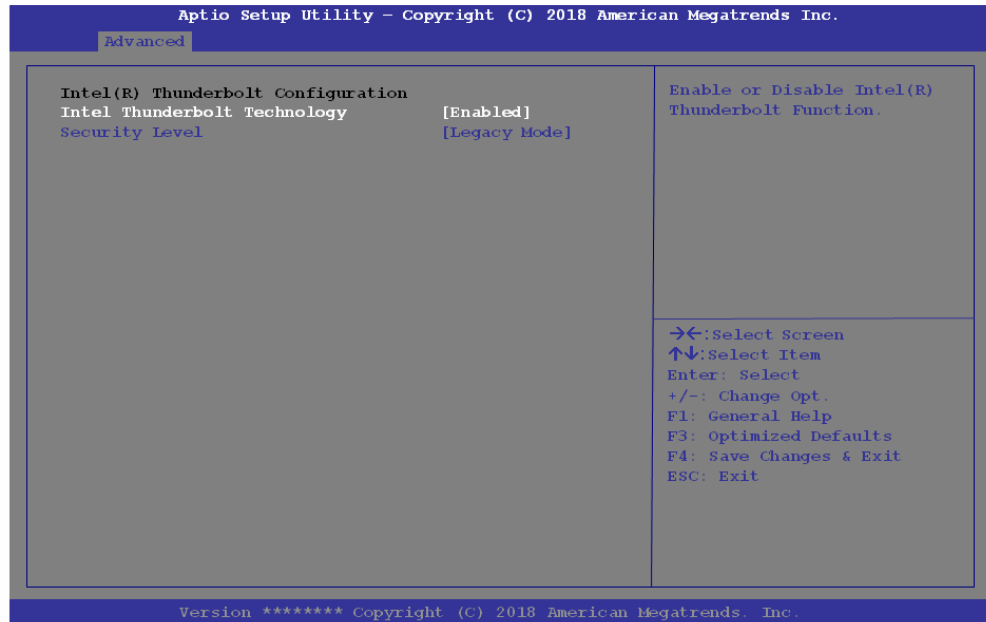 Aptio Setup Utility – Copyright (C) 2018 American Megatrends Inc.
Advanced
Intel(R) Thunderbolt Configuration
Intel Thunderbolt Technology [Enabled]
Security Level [Legacy Mode]
Enable or Disable Intel(R)
Thunderbolt Function.
→←:Select Screen
↑↓:Select Item
Enter: Select
+/-: Change Opt.
F1: General Help
F3: Optimized Defaults
F4: Save Changes & Exit
ESC: Exit
Version ******** Copyright (C) 2018 American Megatrends. Inc.